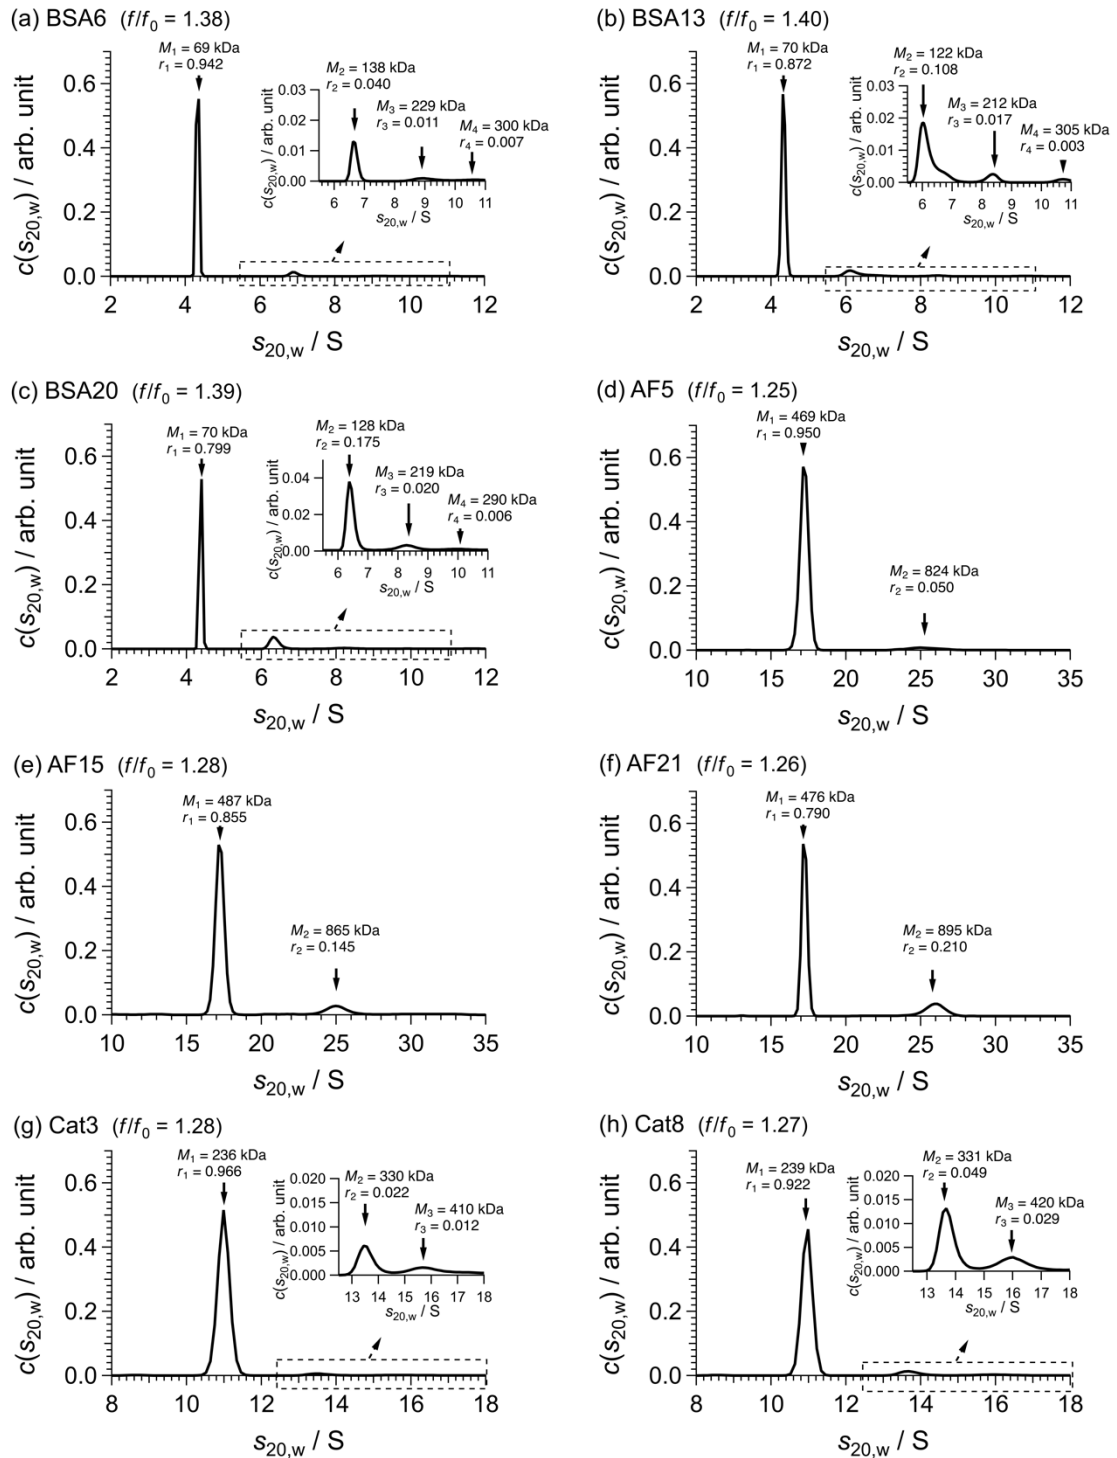 (a) BSA6 (f/f0 = 1.38)
M1 = 69 kDa
r1 = 0.942
M2 = 138 kDa
r2 = 0.040
M3 = 229 kDa
r3 = 0.011
M4 = 300 kDa
r4 = 0.007
c(s20,w) / arb. unit
0.03
0.02
0.01
0.00
6 7 8 9 10 11
s20,w / S
c(s20,w) / arb. unit
0.6
0.4
0.2
0.0
2 4 6 8 10 12
s20,w / S
(b) BSA13 (f/f0 = 1.40)
M1 = 70 kDa
r1 = 0.872
M2 = 122 kDa
r2 = 0.108
M3 = 212 kDa
r3 = 0.017
M4 = 305 kDa
r4 = 0.003
c(s20,w) / arb. unit
0.03
0.02
0.01
0.00
6 7 8 9 10 11
s20,w / S
c(s20,w) / arb. unit
0.6
0.4
0.2
0.0
2 4 6 8 10 12
s20,w / S
(c) BSA20 (f/f0 = 1.39)
M1 = 70 kDa
r1 = 0.799
M2 = 128 kDa
r2 = 0.175
M3 = 219 kDa
r3 = 0.020
M4 = 290 kDa
r4 = 0.006
c(s20,w) / arb. unit
0.04
0.02
0.00
6 7 8 9 10 11
s20,w / S
c(s20,w) / arb. unit
0.6
0.4
0.2
0.0
2 4 6 8 10 12
s20,w / S
(d) AF5 (f/f0 = 1.25)
M1 = 469 kDa
r1 = 0.950
M2 = 824 kDa
r2 = 0.050
c(s20,w) / arb. unit
0.6
0.4
0.2
0.0
10 15 20 25 30 35
s20,w / S
(e) AF15 (f/f0 = 1.28)
M1 = 487 kDa
r1 = 0.855
M2 = 865 kDa
r2 = 0.145
c(s20,w) / arb. unit
0.6
0.4
0.2
0.0
10 15 20 25 30 35
s20,w / S
(f) AF21 (f/f0 = 1.26)
M1 = 476 kDa
r1 = 0.790
M2 = 895 kDa
r2 = 0.210
c(s20,w) / arb. unit
0.6
0.4
0.2
0.0
10 15 20 25 30 35
s20,w / S
(g) Cat3 (f/f0 = 1.28)
M1 = 236 kDa
r1 = 0.966
M2 = 330 kDa
r2 = 0.022
M3 = 410 kDa
r3 = 0.012
c(s20,w) / arb. unit
0.020
0.015
0.010
0.005
0.000
13 14 15 16 17 18
s20,w / S
c(s20,w) / arb. unit
0.6
0.4
0.2
0.0
8 10 12 14 16 18
s20,w / S
(h) Cat8 (f/f0 = 1.27)
M1 = 239 kDa
r1 = 0.922
M2 = 331 kDa
r2 = 0.049
M3 = 420 kDa
r3 = 0.029
c(s20,w) / arb. unit
0.020
0.015
0.010
0.005
0.000
13 14 15 16 17 18
s20,w / S
c(s20,w) / arb. unit
0.6
0.4
0.2
0.0
8 10 12 14 16 18
s20,w / S